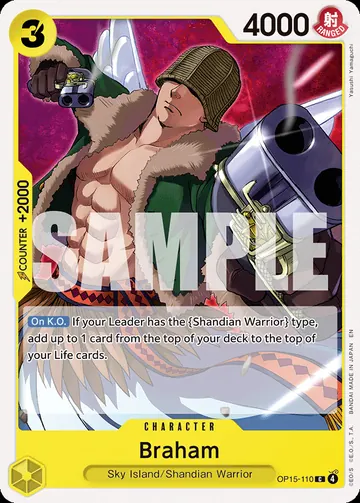 3
4000
射
RANGED
Yasushi Yamaguchi
COUNTER +2000
SAMPLE
On K.O. If your Leader has the {Shandian Warrior} type,
add up to 1 card from the top of your deck to the top of
your Life cards.
CHARACTER
Braham
Sky Island/Shandian Warrior
OP15-110 C 4
©E.O./S. ©E.O./S., T.A. BANDAI MADE IN JAPAN EN